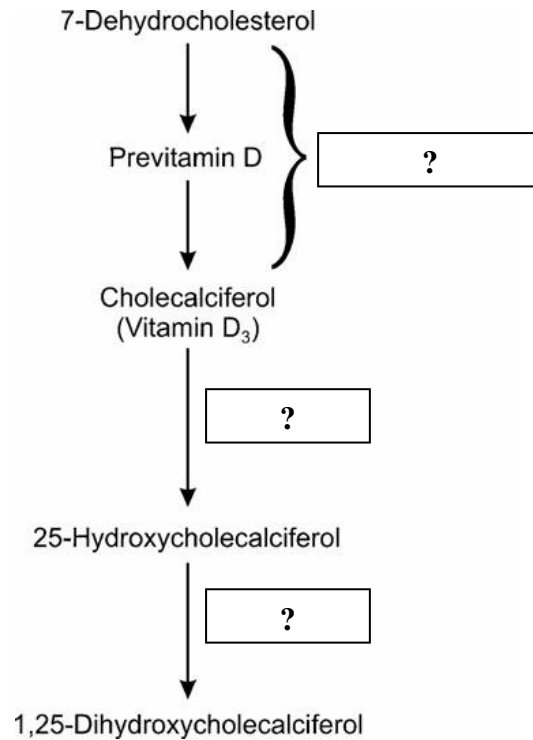 7-Dehydrocholesterol
Previtamin D
?
Cholecalciferol
(Vitamin D₃)
?
25-Hydroxycholecalciferol
?
1,25-Dihydroxycholecalciferol